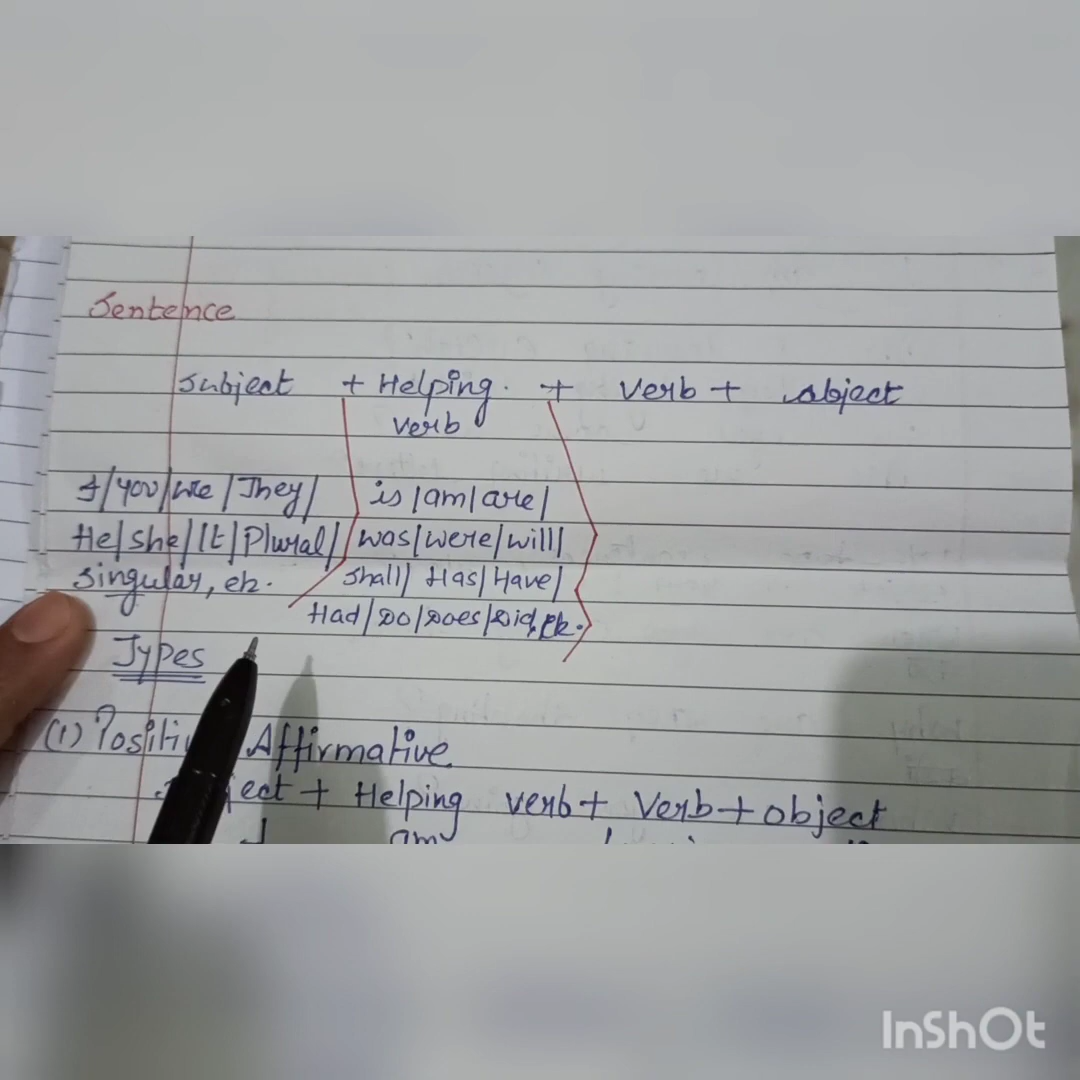 Sentence
Subject + Helping + Verb + object
verb
I/you/we/They/ is/am/are/
He/she/It/Plural/ was/were/will/
Singular, etc. Shall/ Has/Have/
Had/Do/Does/Did, etc.
Types
(1) Positi Affirmative
ject + Helping verb + Verb + object
I am
InShOt